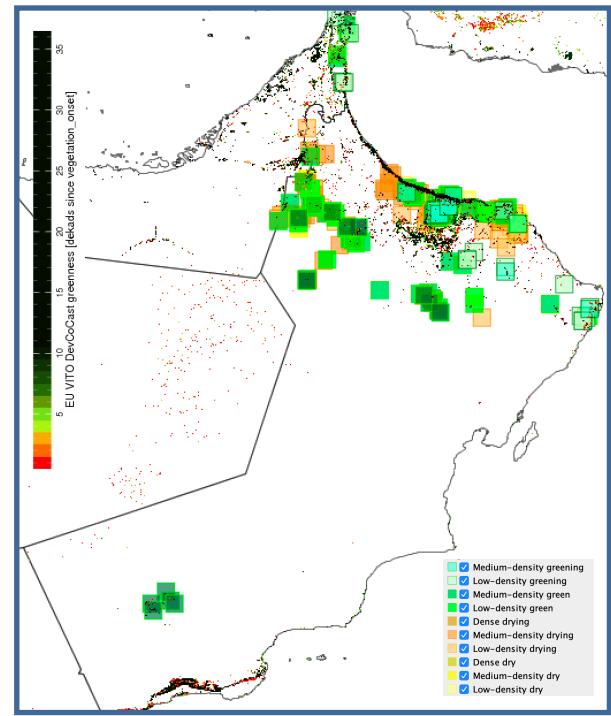 35
30
25
20
15
10
5
EU VITO DevCoCast greenness [dekads since vegetation_onset]
Medium-density greening
Low-density greening
Medium-density green
Low-density green
Dense drying
Medium-density drying
Low-density drying
Dense dry
Medium-density dry
Low-density dry